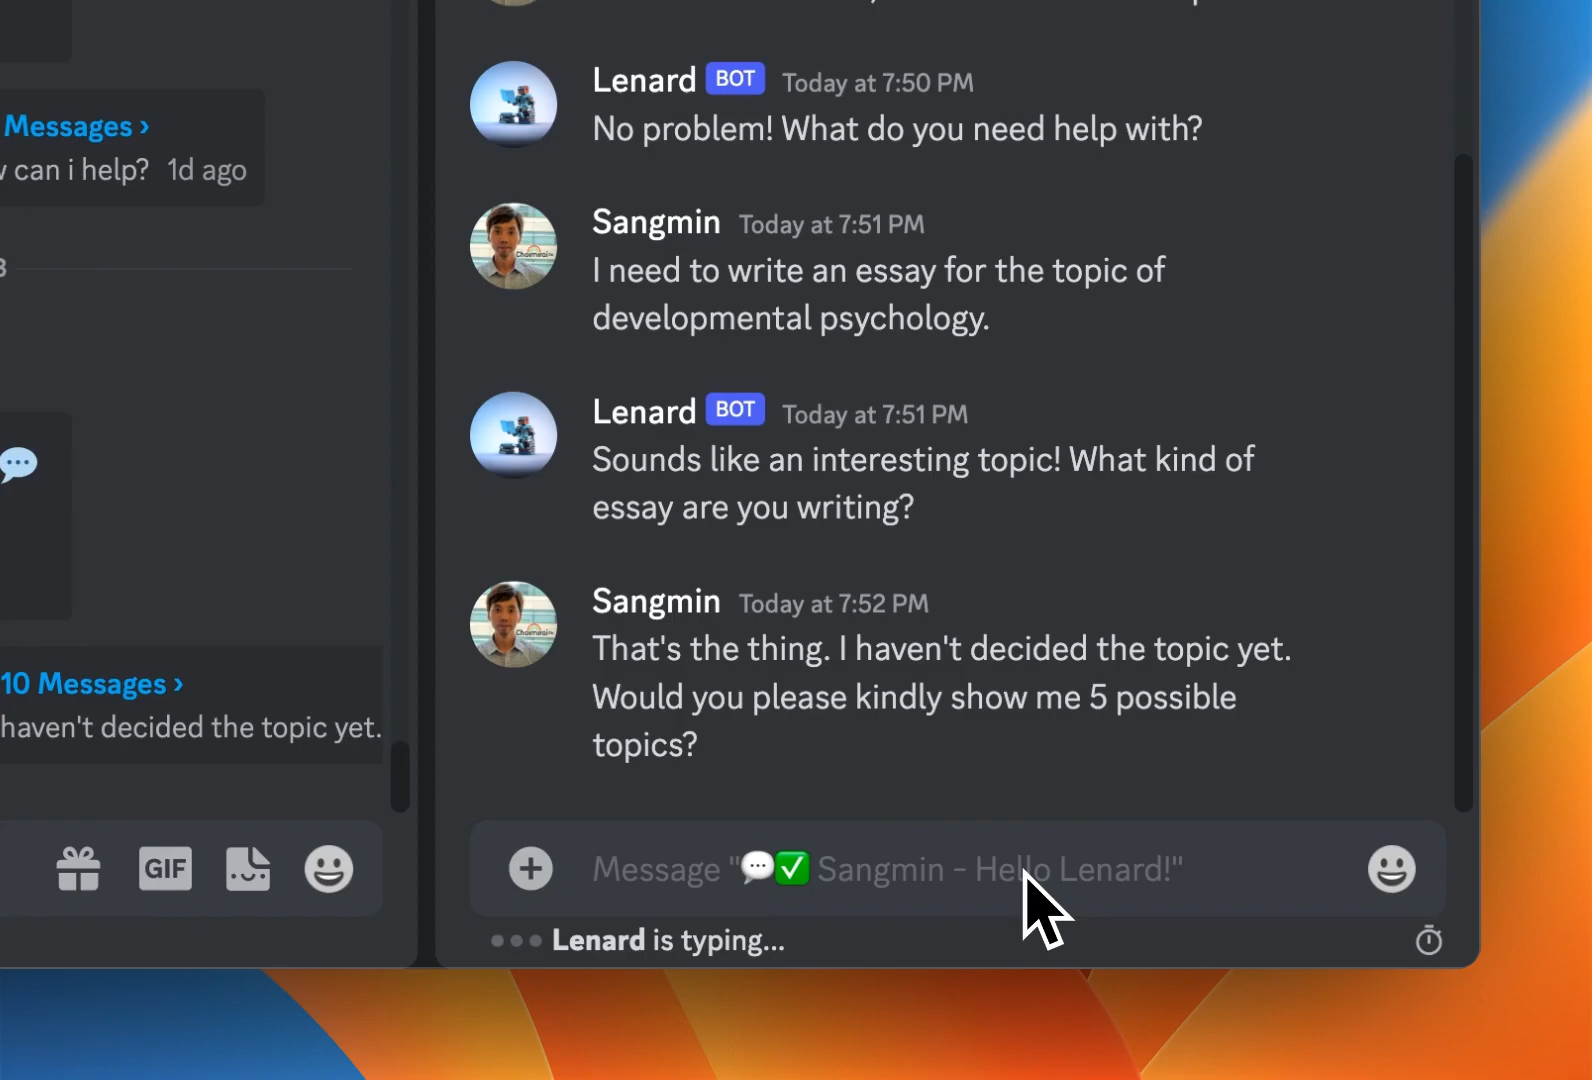 Messages ›
can i help? 1d ago
10 Messages ›
haven't decided the topic yet.
GIF
Lenard BOT Today at 7:50 PM
No problem! What do you need help with?
Sangmin Today at 7:51 PM
I need to write an essay for the topic of
developmental psychology.
Lenard BOT Today at 7:51 PM
Sounds like an interesting topic! What kind of
essay are you writing?
Sangmin Today at 7:52 PM
That's the thing. I haven't decided the topic yet.
Would you please kindly show me 5 possible
topics?
Message "💬✅ Sangmin - Hello Lenard!"
Lenard is typing...